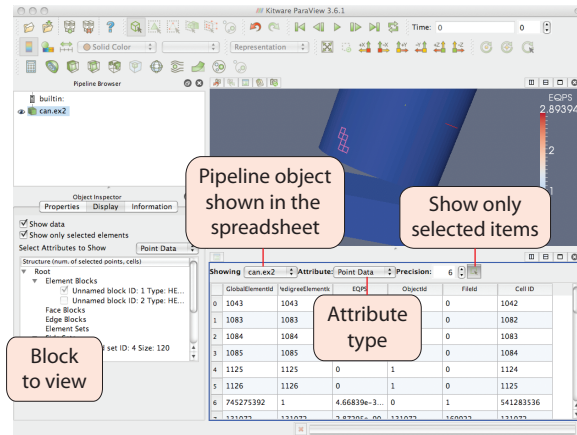 Kitware ParaView 3.6.1
Time: 0
0
Solid Color
Representation
Pipeline Browser
builtin:
can.ex2
EQPS
2.89394
2
1
Pipeline object
shown in the
spreadsheet
Show only
selected items
Object Inspector
Properties Display Information
Show data
Show only selected elements
Select Attributes to Show Point Data
Structure (num. of selected points, cells)
Root
Element Blocks
Unnamed block ID: 1 Type: HE...
Unnamed block ID: 2 Type: HE...
Face Blocks
Edge Blocks
Element Sets
set ID: 4 Size: 120
Block
to view
Showing can.ex2 Attribute: Point Data Precision: 6
Attribute
type
GlobalElementId PedigreeElementId EQPS ObjectId FileId Cell ID
0 1043 1043 0 1042
1 1083 1083 0 1082
2 1084 1084 0 1083
3 1085 1085 0 1084
4 1125 1125 0 1 0 1124
5 1126 1126 0 1 0 1125
6 745275392 1 4.66839e-3... 0 1 541283536